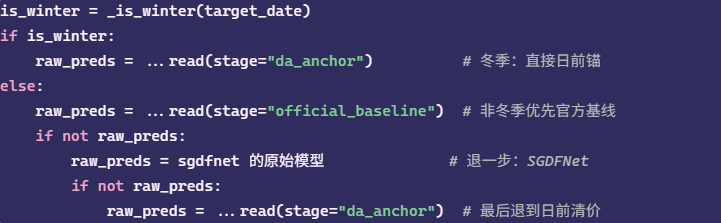 is_winter = _is_winter(target_date)
if is_winter:
    raw_preds = …read(stage="da_anchor")          # 冬季：直接日前锚
else:
    raw_preds = …read(stage="official_baseline")  # 非冬季优先官方基线
    if not raw_preds:
        raw_preds = sgdfnet 的原始模型              # 退一步：SGDFNet
        if not raw_preds:
            raw_preds = …read(stage="da_anchor")  # 最后退到日前清价